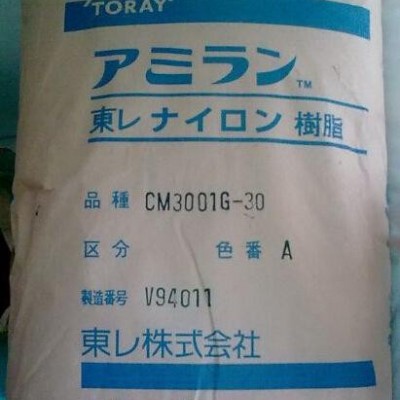 TORAY
アミラン™
東レ ナイロン 樹脂
品種 CM3001G-30
区分 色番 A
製造番号 V94011
東レ株式会社